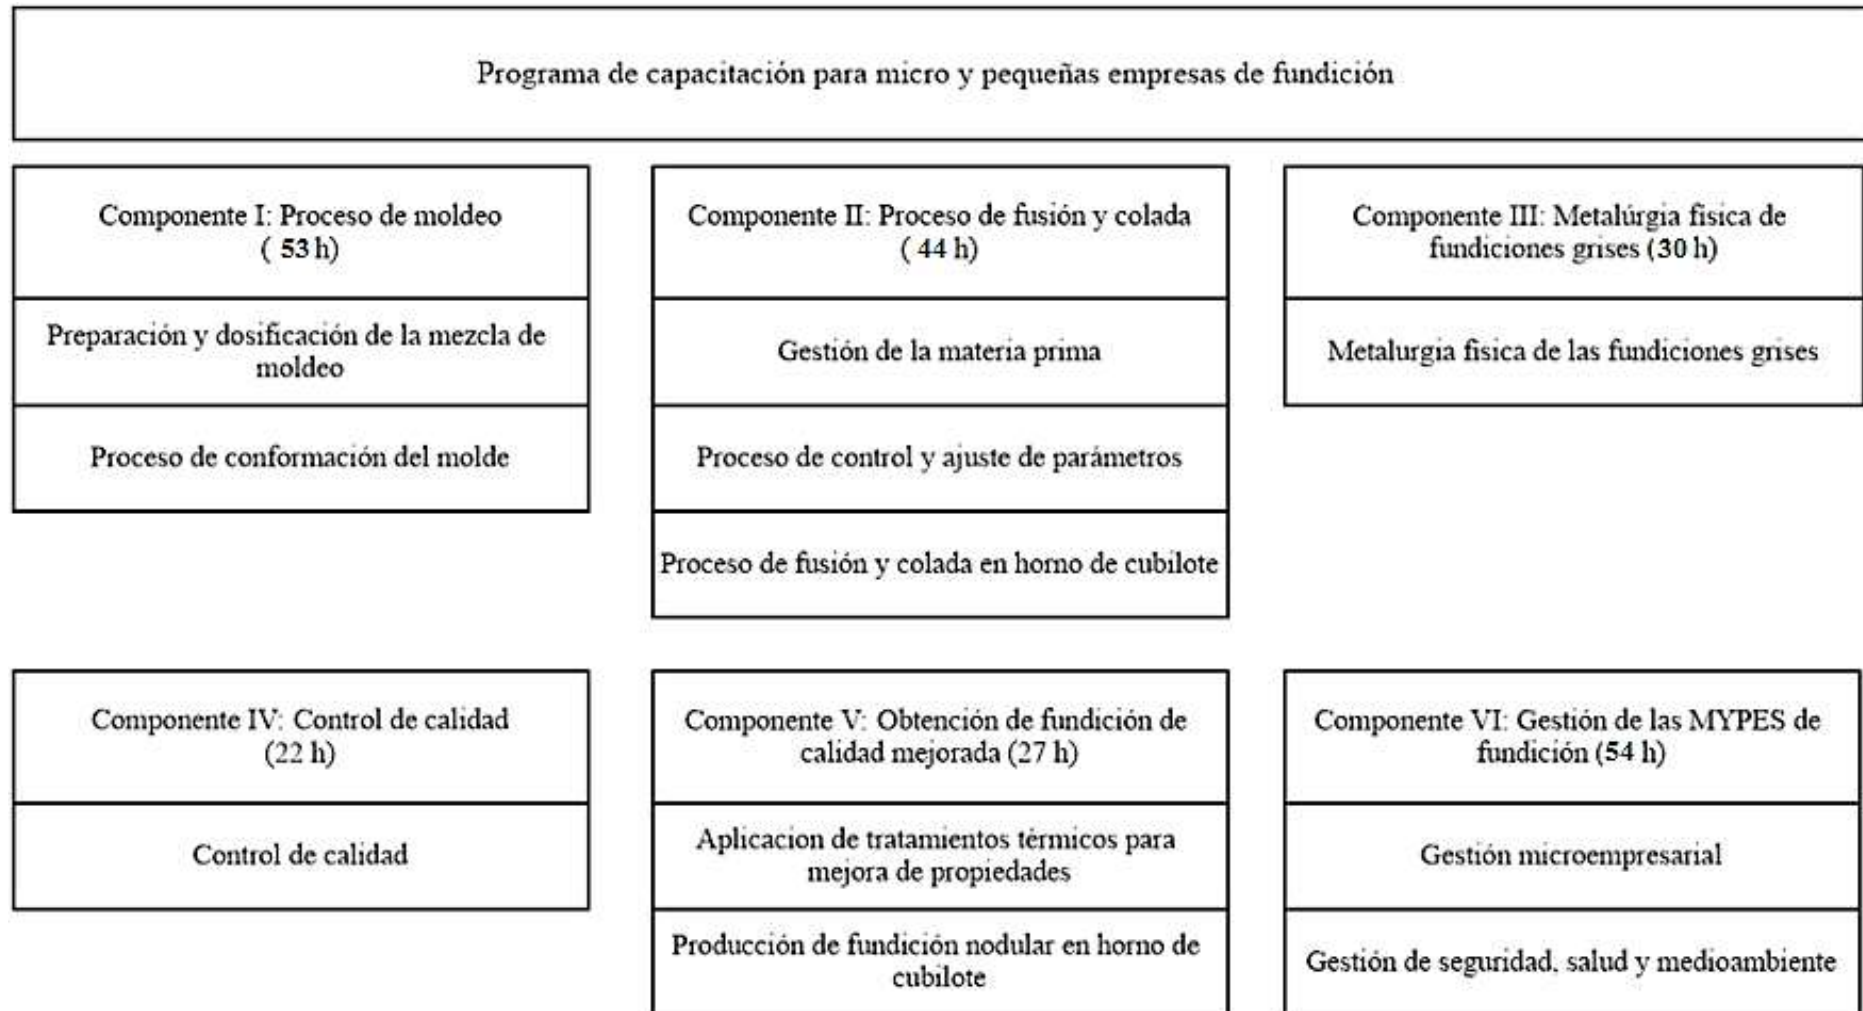 Programa de capacitación para micro y pequeñas empresas de fundición
Componente I: Proceso de moldeo
( 53 h)
Preparación y dosificación de la mezcla de
moldeo
Proceso de conformación del molde
Componente II: Proceso de fusión y colada
( 44 h)
Gestión de la materia prima
Proceso de control y ajuste de parámetros
Proceso de fusión y colada en horno de cubilote
Componente III: Metalúrgia física de
fundiciones grises (30 h)
Metalurgia fisica de las fundiciones grises
Componente IV: Control de calidad
(22 h)
Control de calidad
Componente V: Obtención de fundición de
calidad mejorada (27 h)
Aplicacion de tratamientos térmicos para
mejora de propiedades
Producción de fundición nodular en horno de
cubilote
Componente VI: Gestión de las MYPES de
fundición (54 h)
Gestión microempresarial
Gestión de seguridad, salud y medioambiente